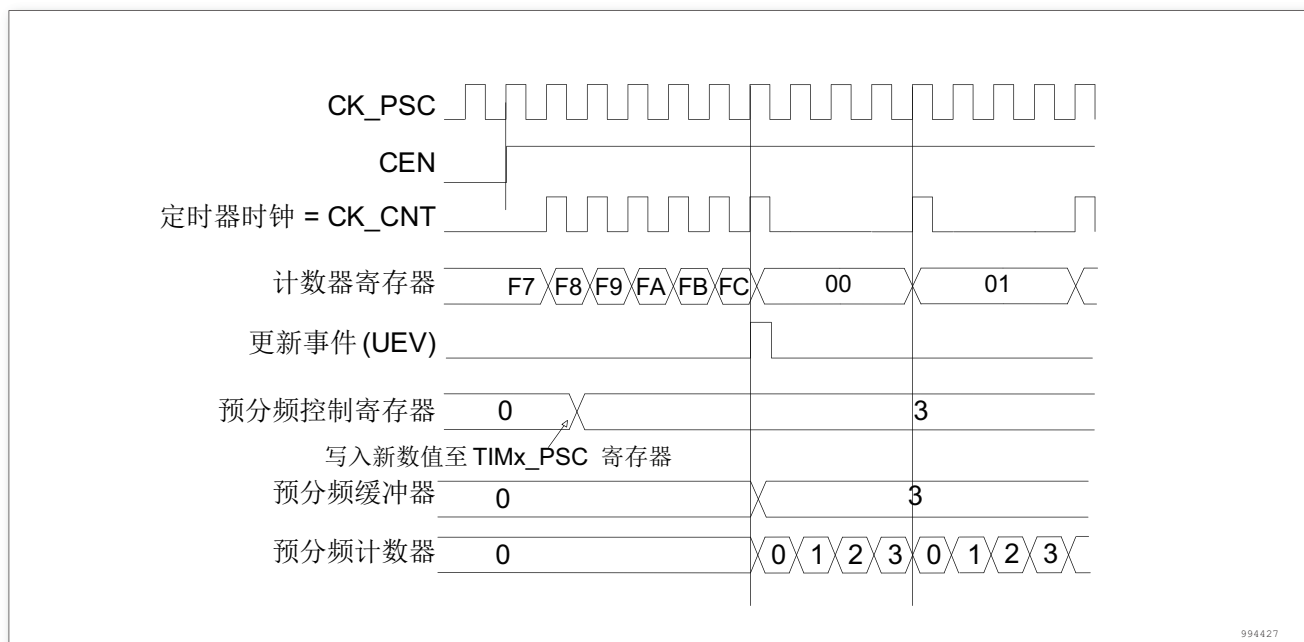 CK_PSC
CEN
定时器时钟 = CK_CNT
计数器寄存器 F7 F8 F9 FA FB FC 00 01
更新事件 (UEV)
预分频控制寄存器 0 3
写入新数值至 TIMx_PSC 寄存器
预分频缓冲器 0 3
预分频计数器 0 0 1 2 3 0 1 2 3
994427